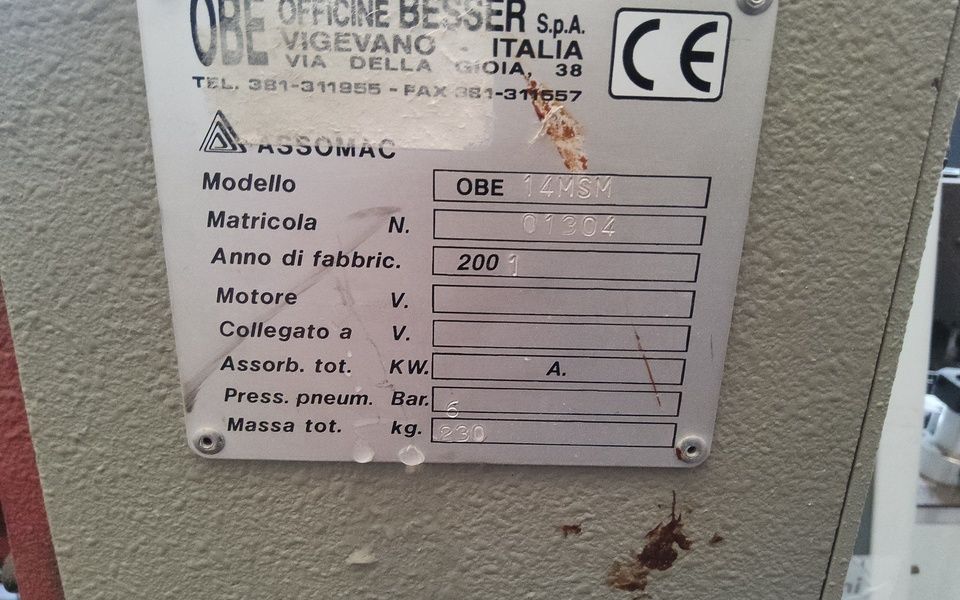 OBE OFFICINE BESSER S.p.A.
VIGEVANO - ITALIA
VIA DELLA GIOIA, 38
TEL. 381-311955 - FAX 381-311557
CE
ASSOMAC
Modello OBE 14MSM
Matricola N. 01304
Anno di fabbric. 2001
Motore V.
Collegato a V.
Assorb. tot. KW. A.
Press. pneum. Bar. 6
Massa tot. kg. 230